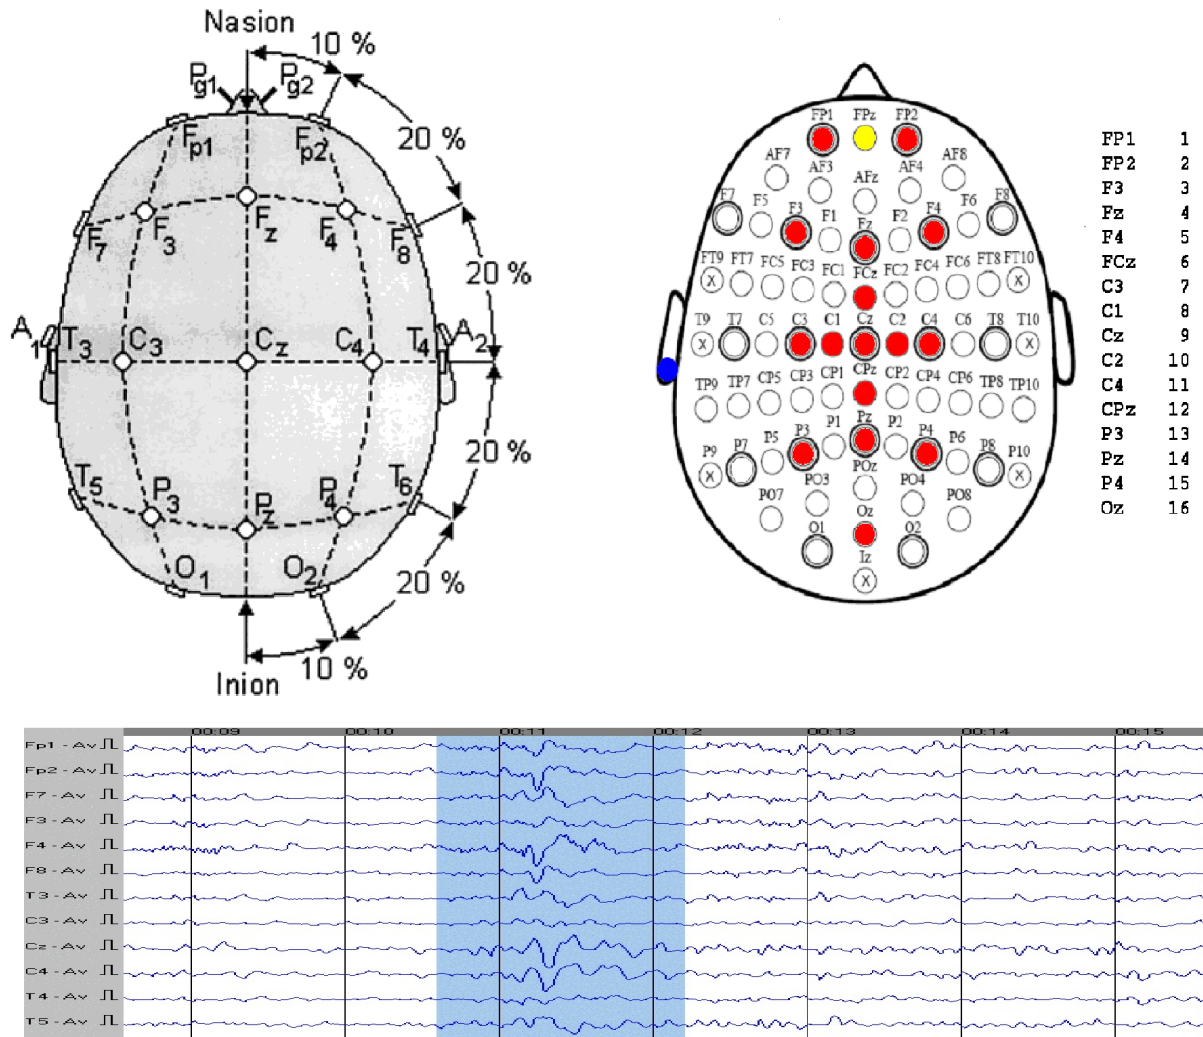 Nasion
10 %
Pg1 Pg2
Fp1 Fp2
20 %
F7 F3 Fz F4 F8
20 %
A1 T3 C3 Cz C4 T4 A2
20 %
T5 P3 Pz P4 T6
20 %
O1 O2
10 %
Inion
FP1 FPz FP2
AF7 AF3 AFz AF4 AF8
F7 F5 F3 F1 Fz F2 F4 F6 F8
FT9 FT7 FC5 FC3 FC1 FCz FC2 FC4 FC6 FT8 FT10
X X
T9 T7 C5 C3 C1 Cz C2 C4 C6 T8 T10
X X
TP9 TP7 CP5 CP3 CP1 CPz CP2 CP4 CP6 TP8 TP10
P9 P7 P5 P3 P1 Pz P2 P4 P6 P8 P10
X X
PO7 PO3 POz PO4 PO8
O1 Oz O2
Iz
X
FP1 1
FP2 2
F3 3
Fz 4
F4 5
FCz 6
C3 7
C1 8
Cz 9
C2 10
C4 11
CPz 12
P3 13
Pz 14
P4 15
Oz 16
00:09 00:10 00:11 00:12 00:13 00:14 00:15
Fp1 - Av
Fp2 - Av
F7 - Av
F3 - Av
F4 - Av
F8 - Av
T3 - Av
C3 - Av
Cz - Av
C4 - Av
T4 - Av
T5 - Av